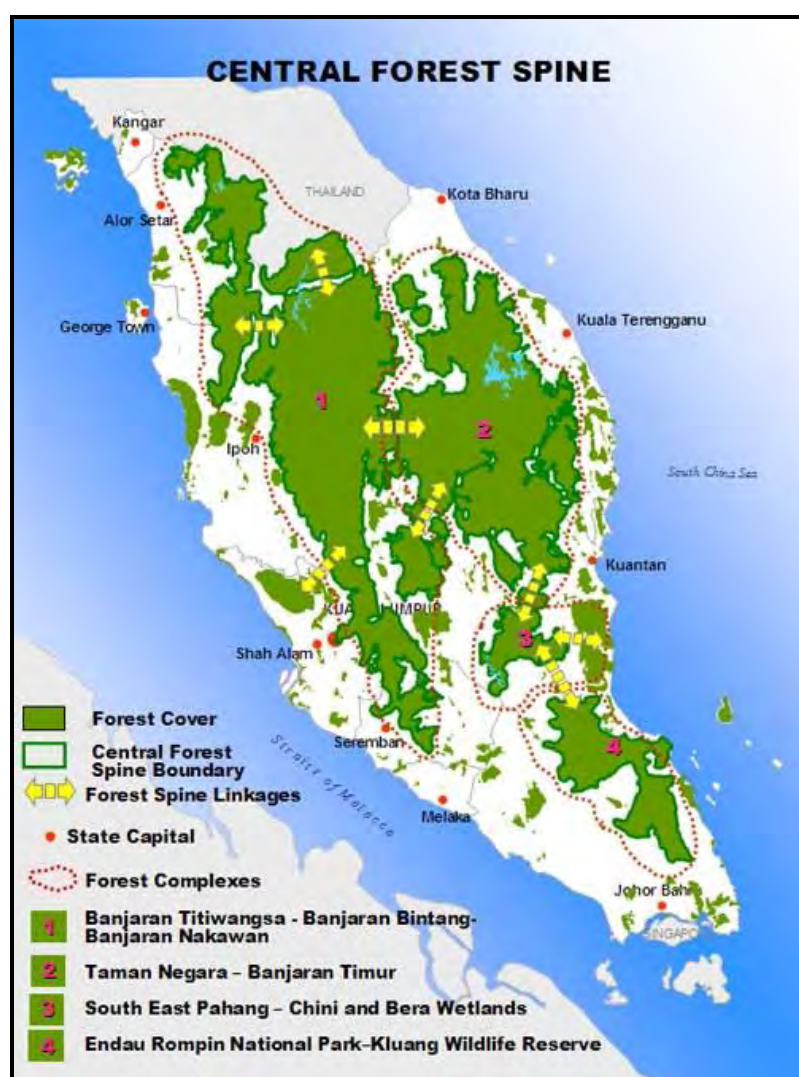 CENTRAL FOREST SPINE
Kangar
THAILAND
Kota Bharu
Alor Setar
George Town
Kuala Terengganu
1
2
Ipoh
South China Sea
Kuantan
KUA LUMPUR
3
Shah Alam
4
Seremban
Straits of Malacca
Melaka
Johor Bahru
SINGAPO
Forest Cover
Central Forest
Spine Boundary
Forest Spine Linkages
State Capital
Forest Complexes
1 Banjaran Titiwangsa - Banjaran Bintang-
Banjaran Nakawan
2 Taman Negara – Banjaran Timur
3 South East Pahang – Chini and Bera Wetlands
4 Endau Rompin National Park–Kluang Wildlife Reserve